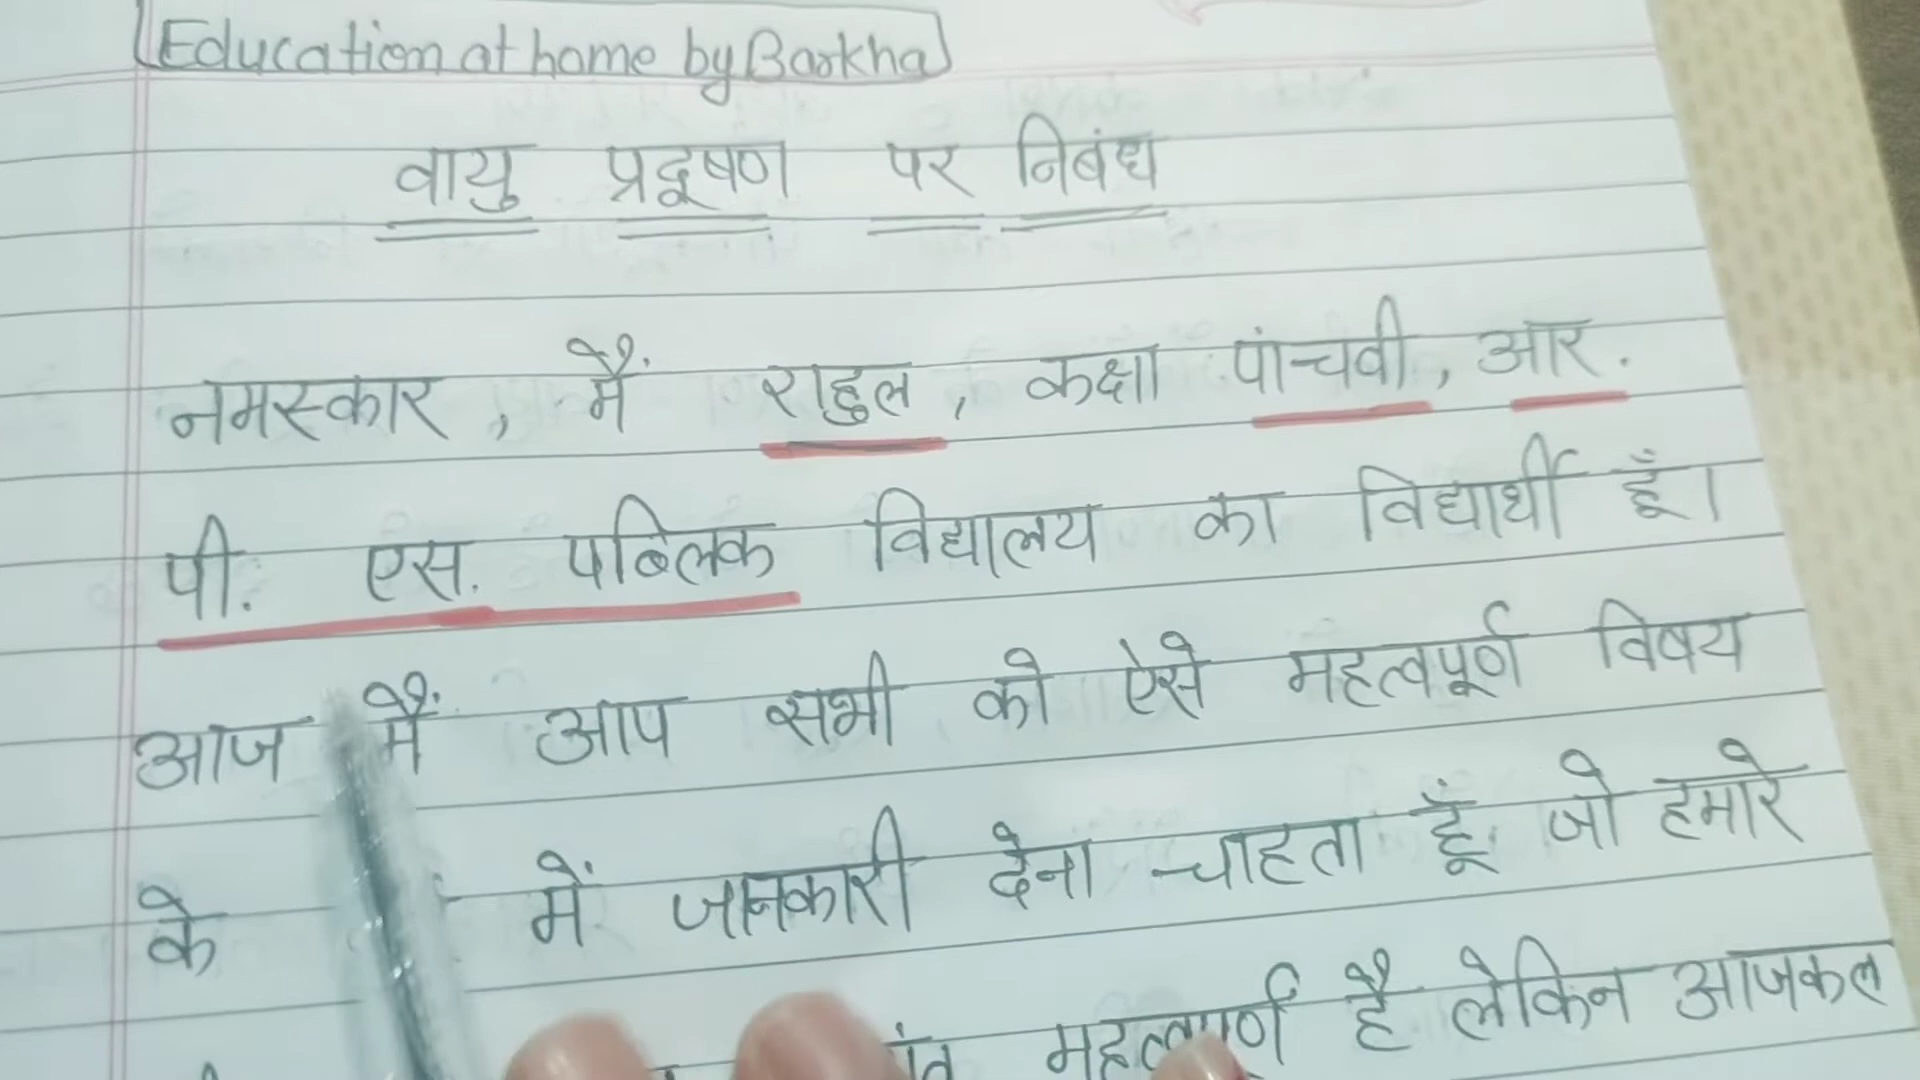 Education at home by Barkha
वायु प्रदूषण पर निबंध
नमस्कार, मैं राहुल, कक्षा पांचवी, आर.
पी. एस. पब्लिक विद्यालय का विद्यार्थी हूँ।
आज मैं आप सभी को ऐसे महत्वपूर्ण विषय
के में जानकारी देना चाहता हूँ जो हमारे
महत्वपूर्ण है लेकिन आजकल